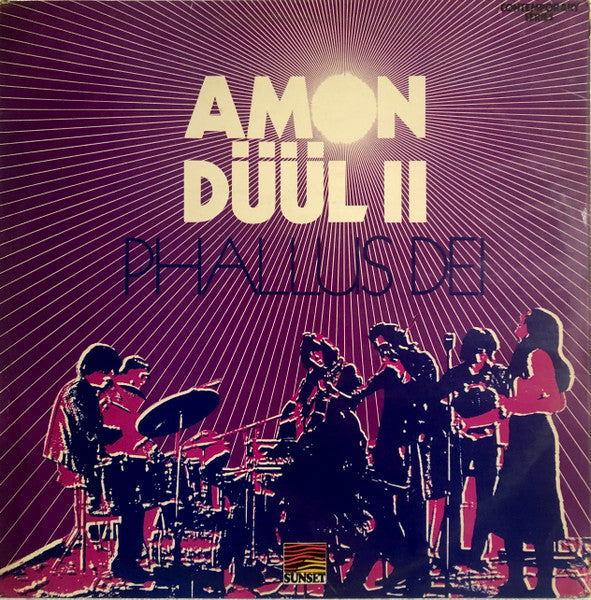 CONTEMPORARY
SERIES
AMON
DÜÜL II
PHALLUS DEI
SUNSET